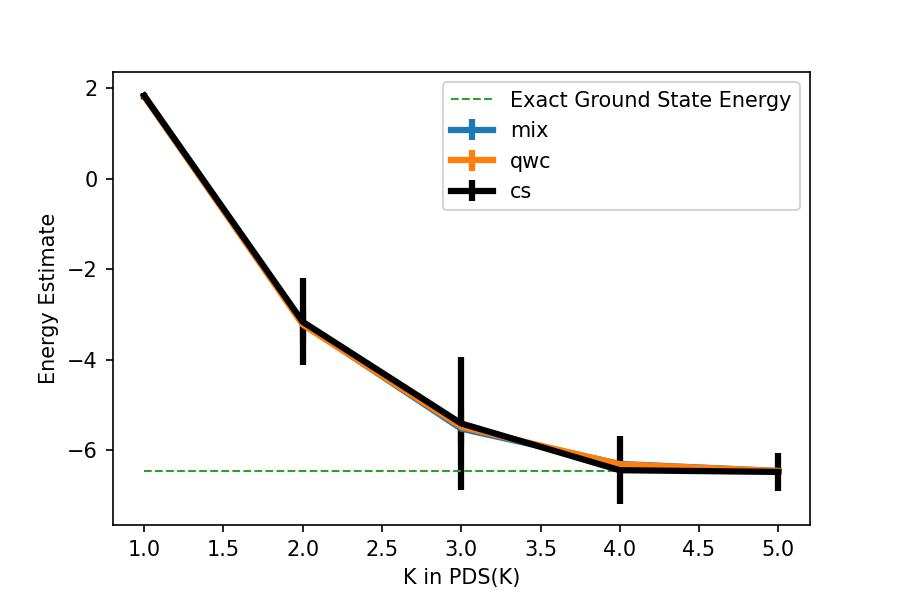 2
0
−2
−4
−6
Energy Estimate
Exact Ground State Energy
mix
qwc
cs
1.0 1.5 2.0 2.5 3.0 3.5 4.0 4.5 5.0
K in PDS(K)